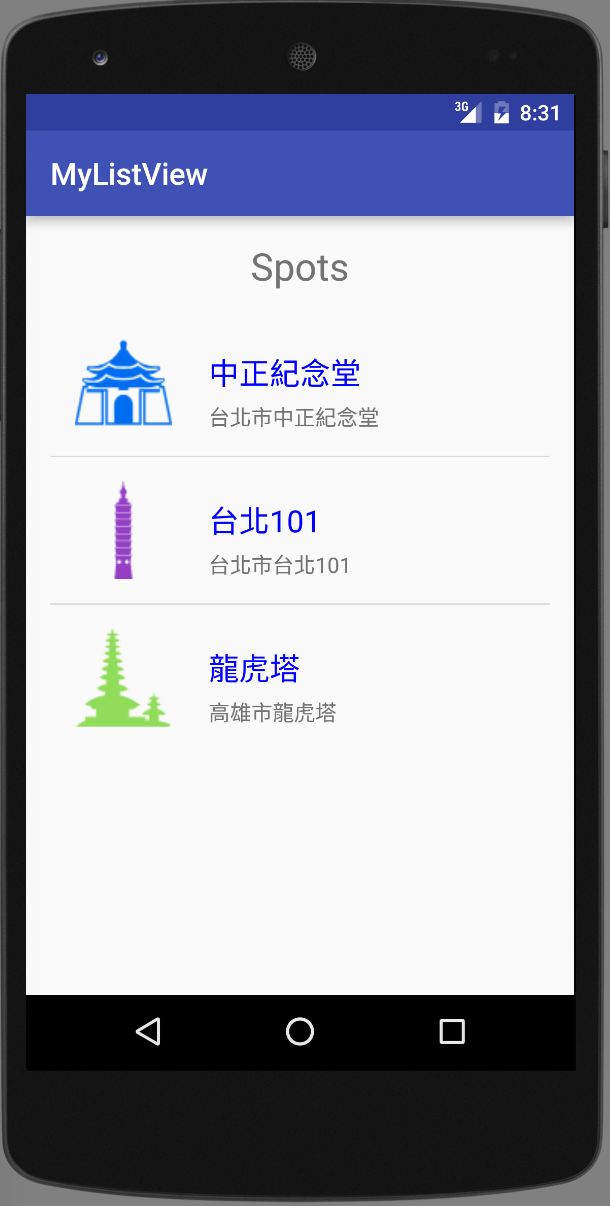 3G 8:31
MyListView
Spots
中正紀念堂
台北市中正紀念堂
台北101
台北市台北101
龍虎塔
高雄市龍虎塔